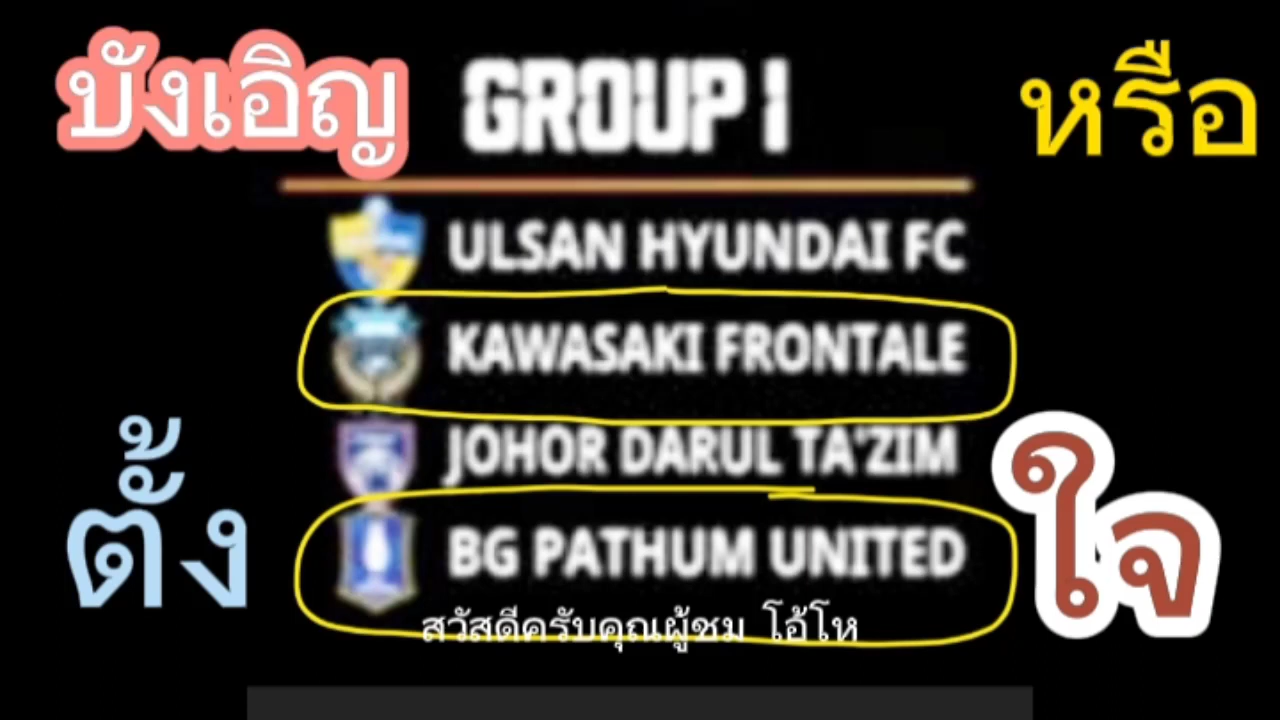 บังเอิญ
GROUP I
หรือ
ULSAN HYUNDAI FC
KAWASAKI FRONTALE
JOHOR DARUL TA'ZIM
BG PATHUM UNITED
ตั้ง
ใจ
สวัสดีครับคุณผู้ชม โอ้โห